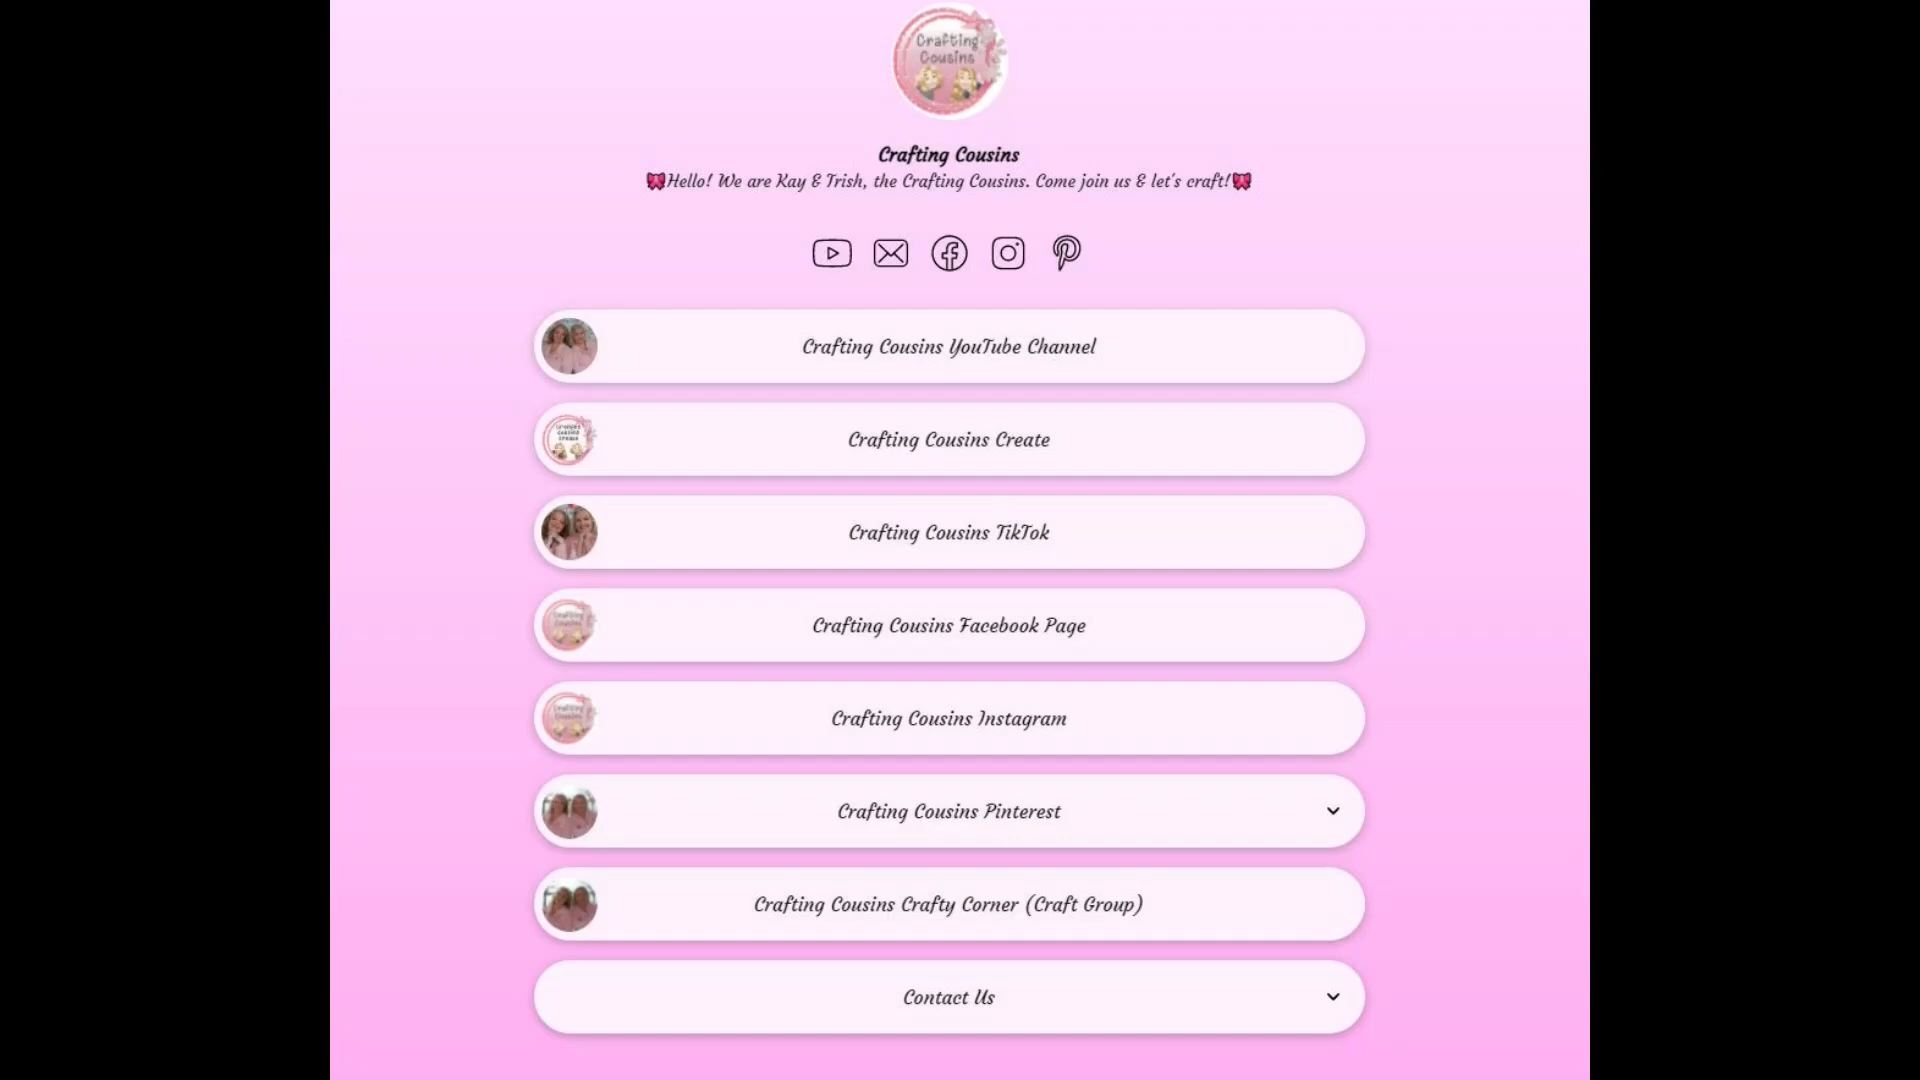 Crafting
Cousins
Crafting Cousins
🎀Hello! We are Kay & Trish, the Crafting Cousins. Come join us & let's craft!🎀
Crafting Cousins YouTube Channel
Crafting Cousins Create
Crafting Cousins TikTok
Crafting Cousins Facebook Page
Crafting Cousins Instagram
Crafting Cousins Pinterest
Crafting Cousins Crafty Corner (Craft Group)
Contact Us